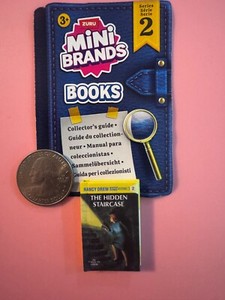 3+
ZURU
MINI
BRANDS
Series
Série
Serie
2
BOOKS
Collector's guide •
Guide du collection-
neur • Manual para
coleccionistas •
Sammelübersicht •
Guida per i collezionisti
NANCY DREW 2
THE HIDDEN
STAIRCASE